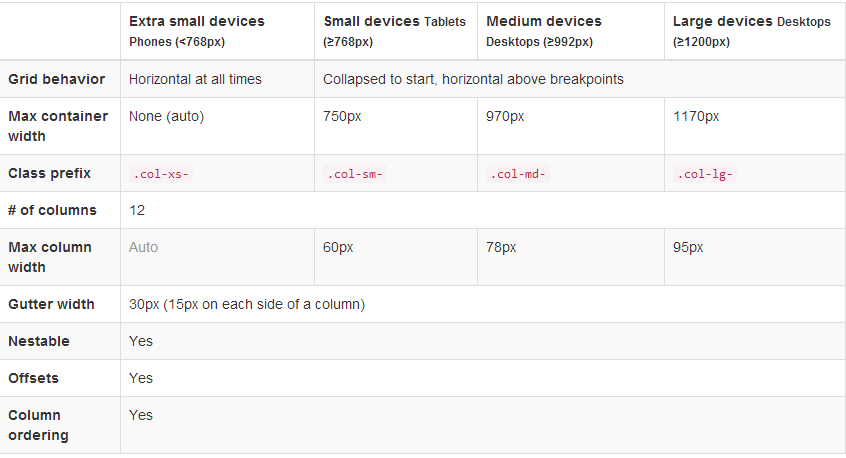 Extra small devices Small devices Tablets Medium devices Large devices Desktops
Phones (<768px) (≥768px) Desktops (≥992px) (≥1200px)
Grid behavior Horizontal at all times Collapsed to start, horizontal above breakpoints
Max container None (auto) 750px 970px 1170px
width
Class prefix .col-xs- .col-sm- .col-md- .col-lg-
# of columns 12
Max column Auto 60px 78px 95px
width
Gutter width 30px (15px on each side of a column)
Nestable Yes
Offsets Yes
Column Yes
ordering